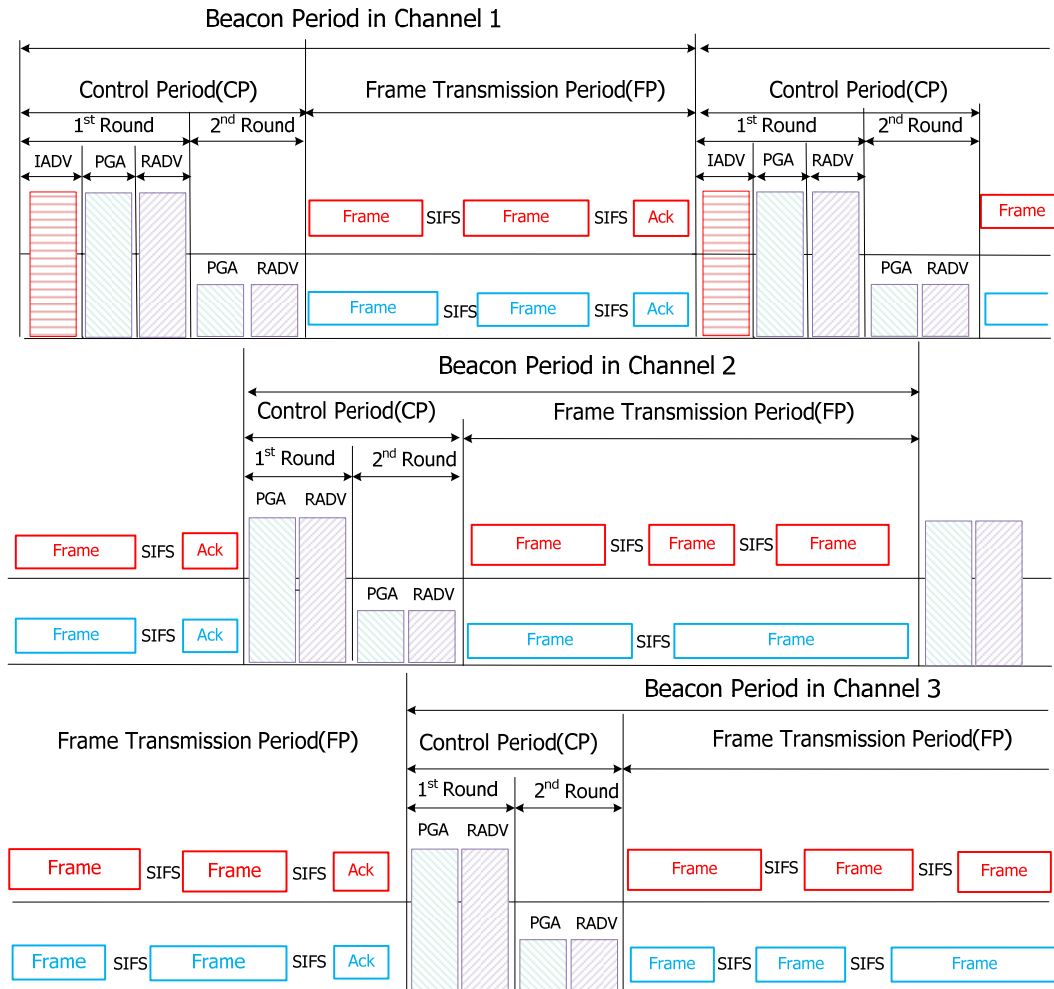 Beacon Period in Channel 1
Control Period(CP)
Frame Transmission Period(FP)
Control Period(CP)
1st Round
2nd Round
1st Round
2nd Round
IADV
PGA
RADV
IADV
PGA
RADV
Frame
SIFS
Frame
SIFS
Ack
Frame
PGA
RADV
PGA
RADV
Frame
SIFS
Frame
SIFS
Ack
Beacon Period in Channel 2
Control Period(CP)
Frame Transmission Period(FP)
1st Round
2nd Round
PGA
RADV
Frame
SIFS
Ack
Frame
SIFS
Frame
SIFS
Frame
PGA
RADV
Frame
SIFS
Ack
Frame
SIFS
Frame
Beacon Period in Channel 3
Frame Transmission Period(FP)
Control Period(CP)
Frame Transmission Period(FP)
1st Round
2nd Round
PGA
RADV
Frame
SIFS
Frame
SIFS
Ack
Frame
SIFS
Frame
SIFS
Frame
PGA
RADV
Frame
SIFS
Frame
SIFS
Ack
Frame
SIFS
Frame
SIFS
Frame